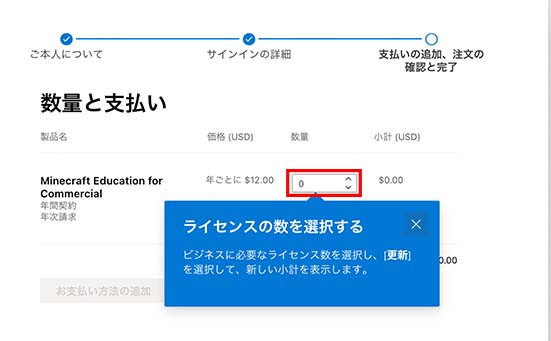 ご本人について
サインインの詳細
支払いの追加、注文の
確認と完了
数量と支払い
製品名 価格 (USD) 数量 小計 (USD)
Minecraft Education for 年ごとに $12.00 0 $0.00
Commercial
年間契約
年次請求
ライセンスの数を選択する
ビジネスに必要なライセンス数を選択し、[更新]
を選択して、新しい小計を表示します。
0.00
お支払い方法の追加